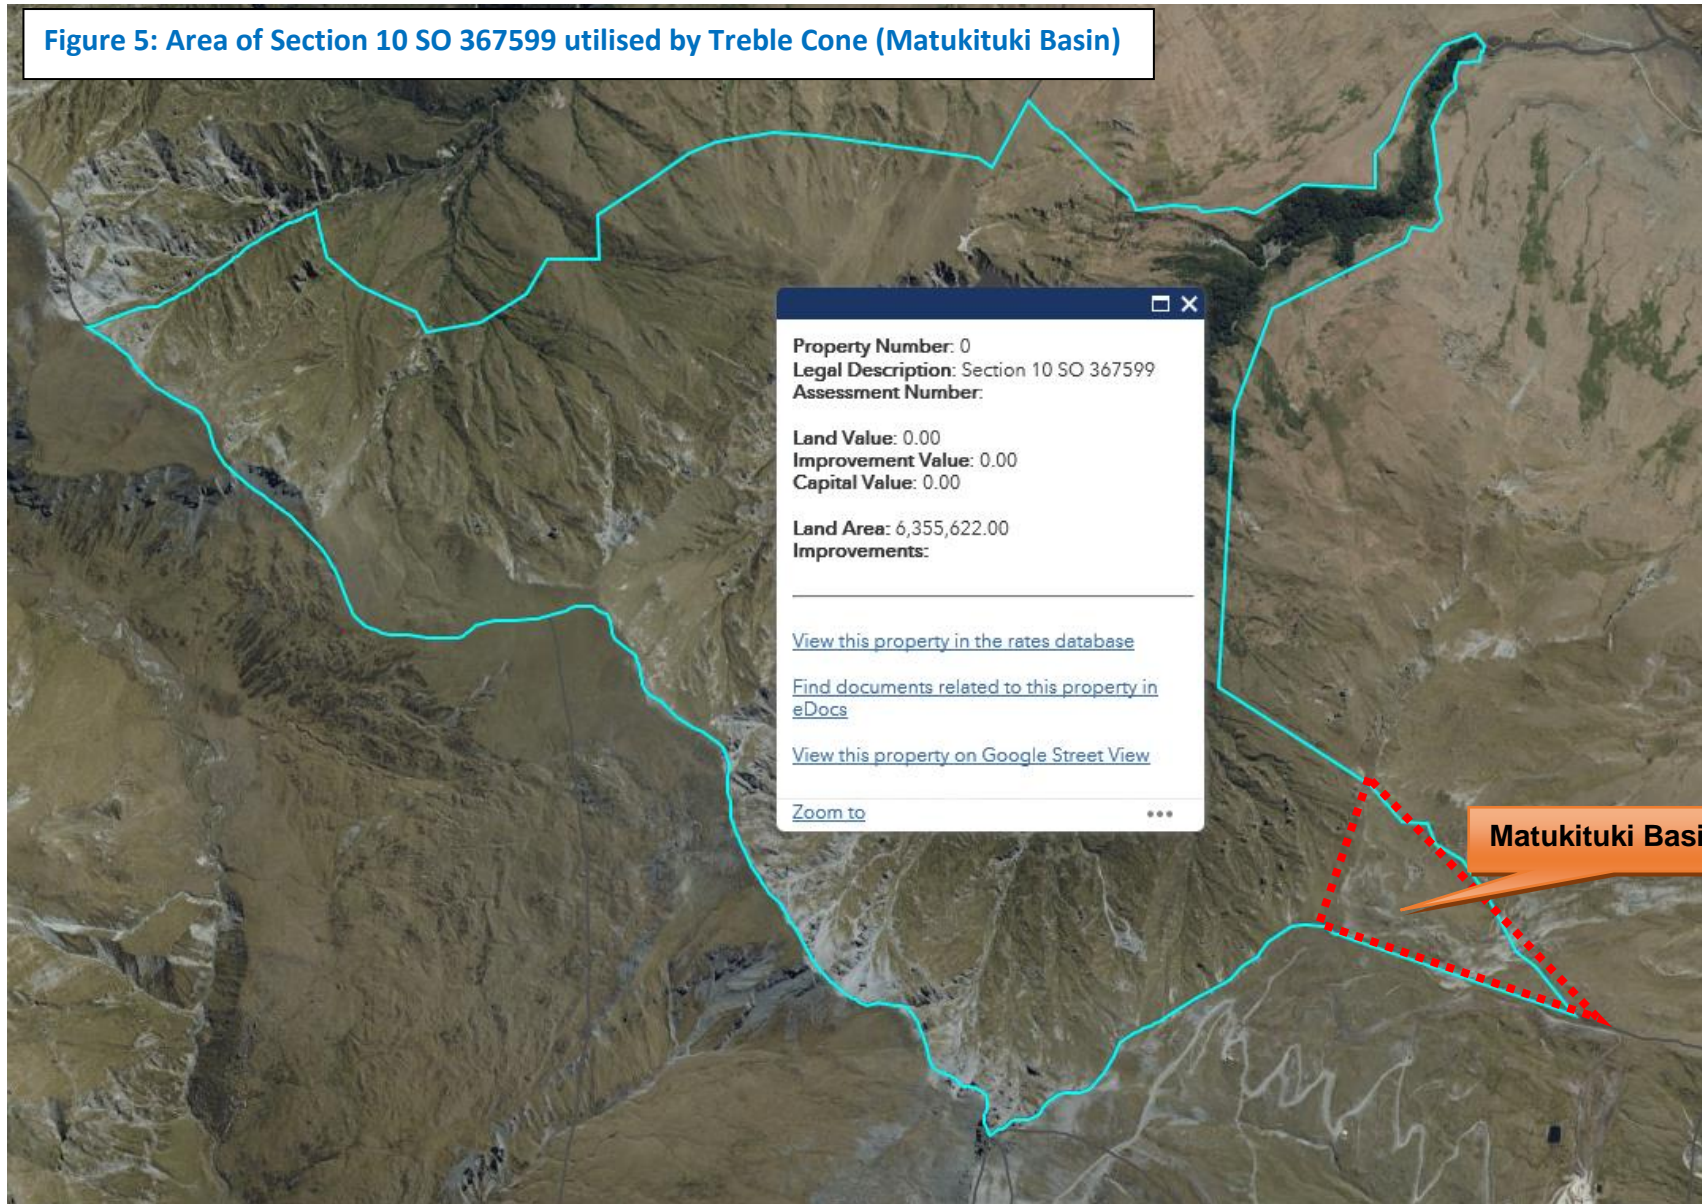 Figure 5: Area of Section 10 SO 367599 utilised by Treble Cone (Matukituki Basin)
Property Number: 0
Legal Description: Section 10 SO 367599
Assessment Number:
Land Value: 0.00
Improvement Value: 0.00
Capital Value: 0.00
Land Area: 6,355,622.00
Improvements:
View this property in the rates database
Find documents related to this property in
eDocs
View this property on Google Street View
Zoom to
Matukituki Basi